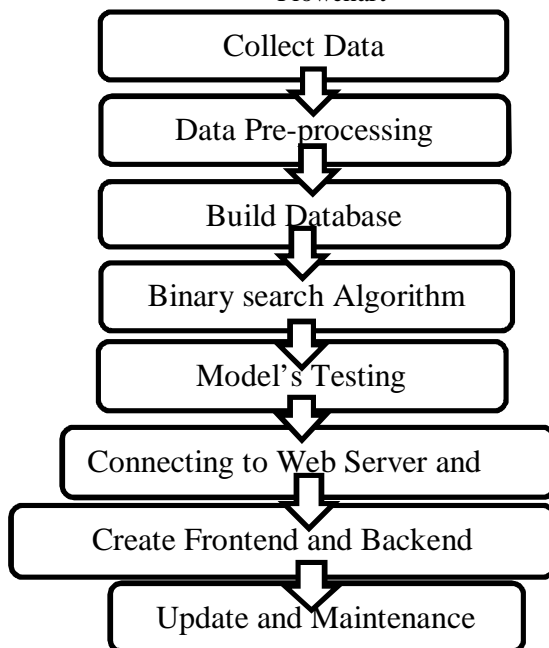 Flowchart
Collect Data
Data Pre-processing
Build Database
Binary search Algorithm
Model's Testing
Connecting to Web Server and
Create Frontend and Backend
Update and Maintenance